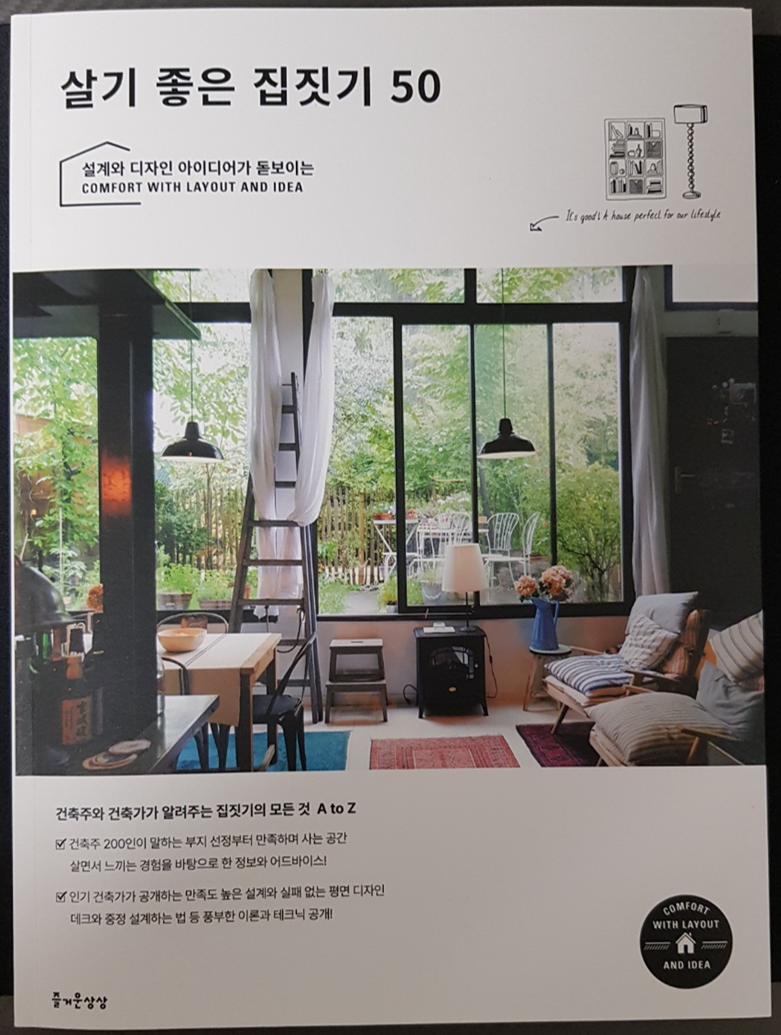 살기 좋은 집짓기 50
설계와 디자인 아이디어가 돋보이는
COMFORT WITH LAYOUT AND IDEA
It's good! A house perfect for our lifestyle
건축주와 건축가가 알려주는 집짓기의 모든 것 A to Z
건축주 200인이 말하는 부지 선정부터 만족하며 사는 공간
살면서 느끼는 경험을 바탕으로 한 정보와 어드바이스!
인기 건축가가 공개하는 만족도 높은 설계와 실패 없는 평면 디자인
데크와 중정 설계하는 법 등 풍부한 이론과 테크닉 공개!
COMFORT
WITH LAYOUT
AND IDEA
즐거운상상